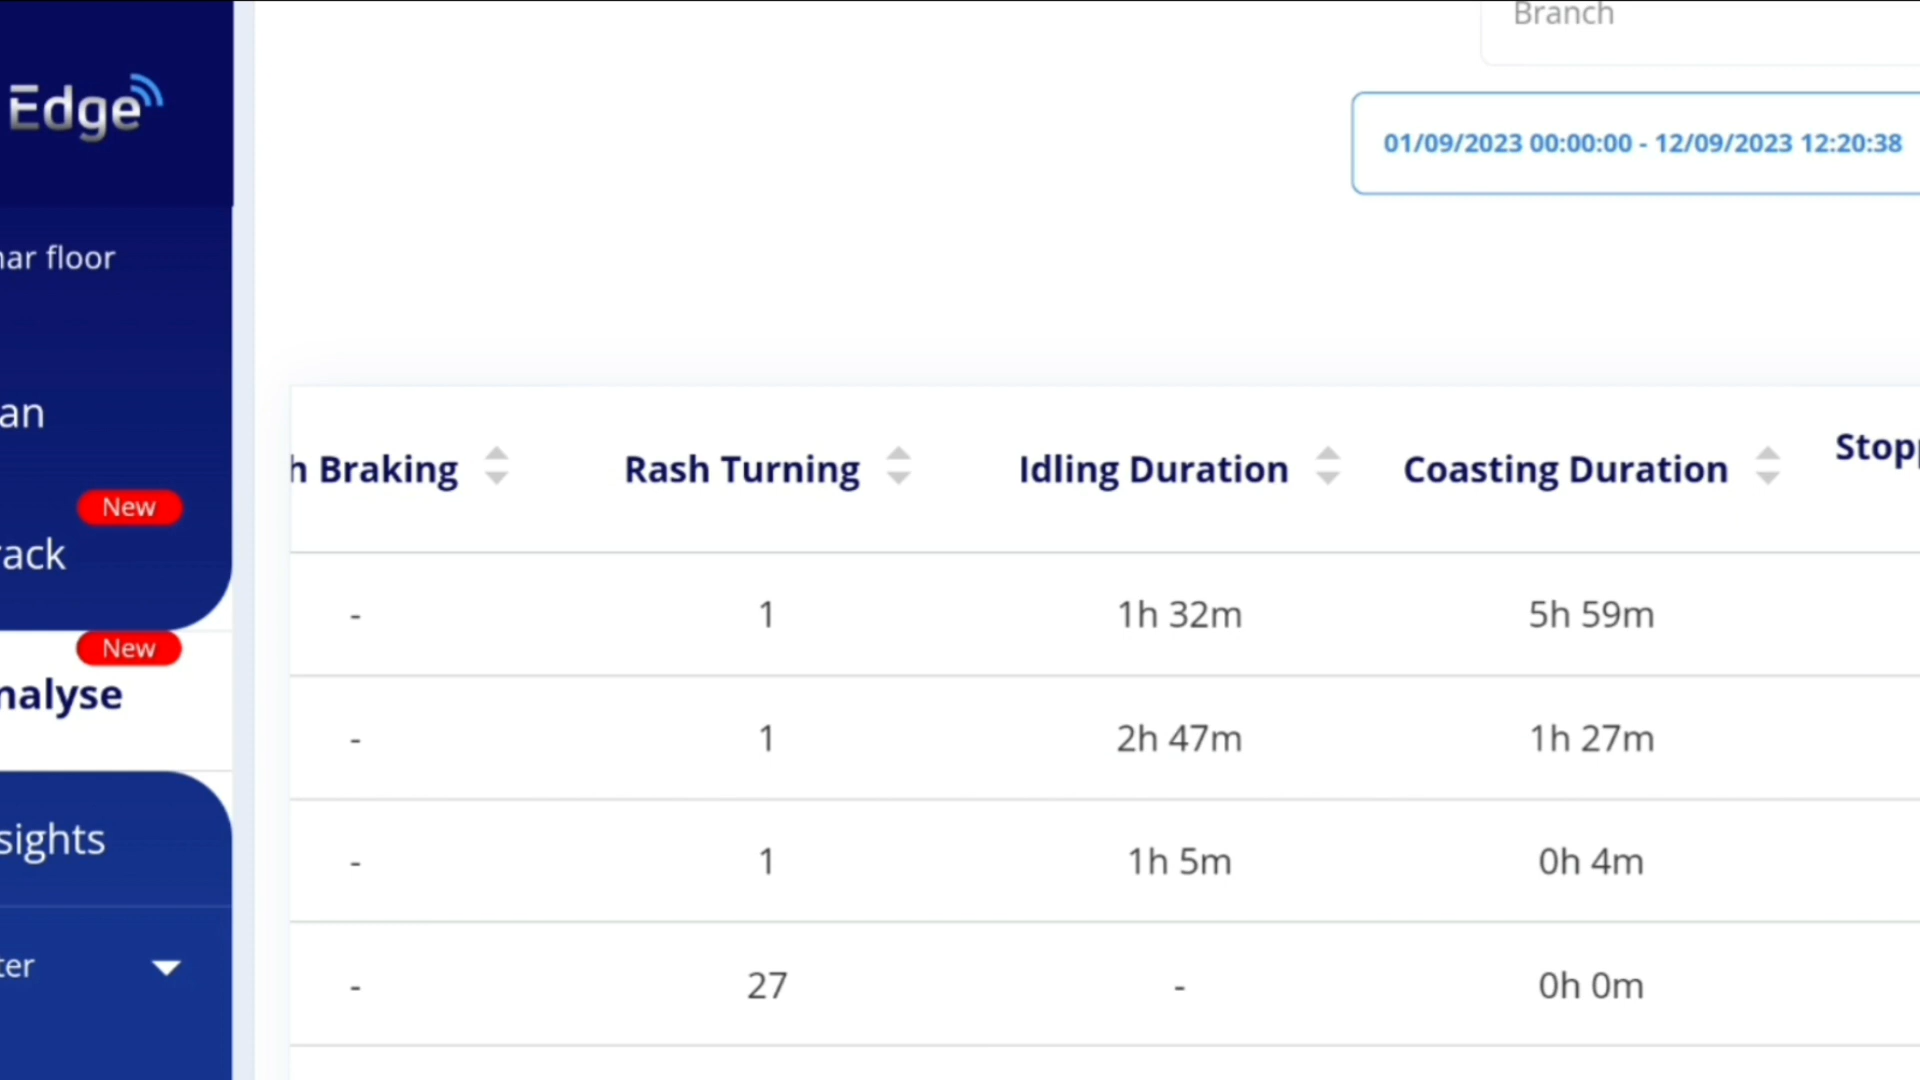 Branch
Edge
01/09/2023 00:00:00 - 12/09/2023 12:20:38
ar floor
an
New
rack
New
nalyse
sights
ter
h Braking Rash Turning Idling Duration Coasting Duration Stopp
- 1 1h 32m 5h 59m
- 1 2h 47m 1h 27m
- 1 1h 5m 0h 4m
- 27 - 0h 0m